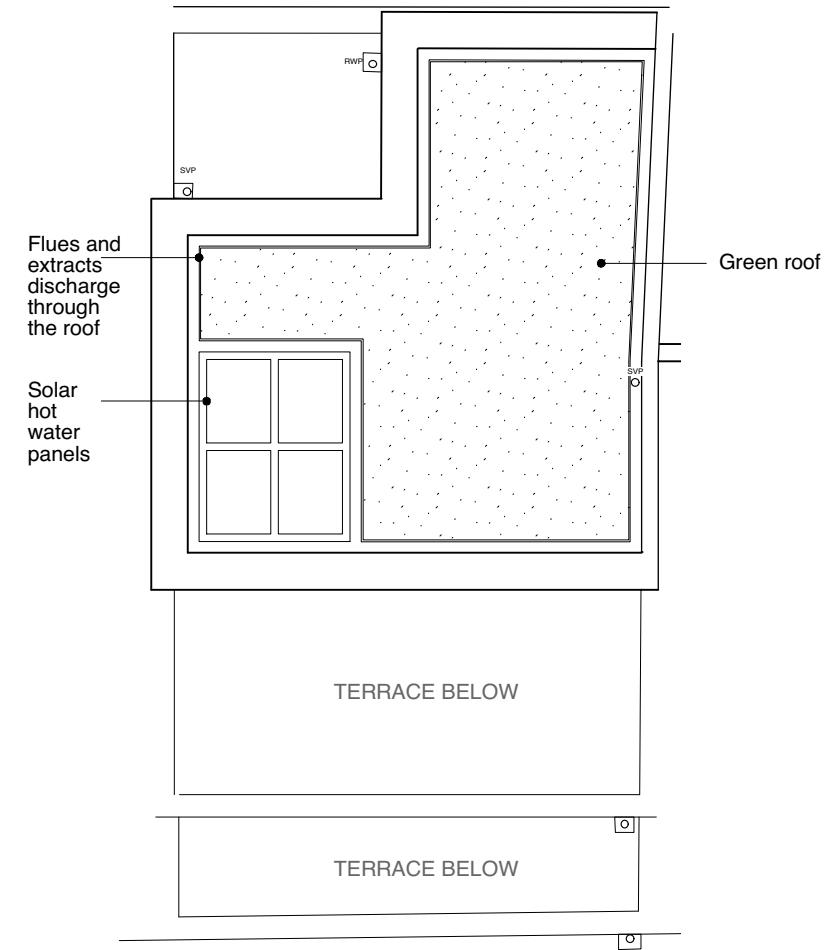 RWP
SVP
Flues and
extracts
discharge
through
the roof
Green roof
SVP
Solar
hot
water
panels
TERRACE BELOW
TERRACE BELOW